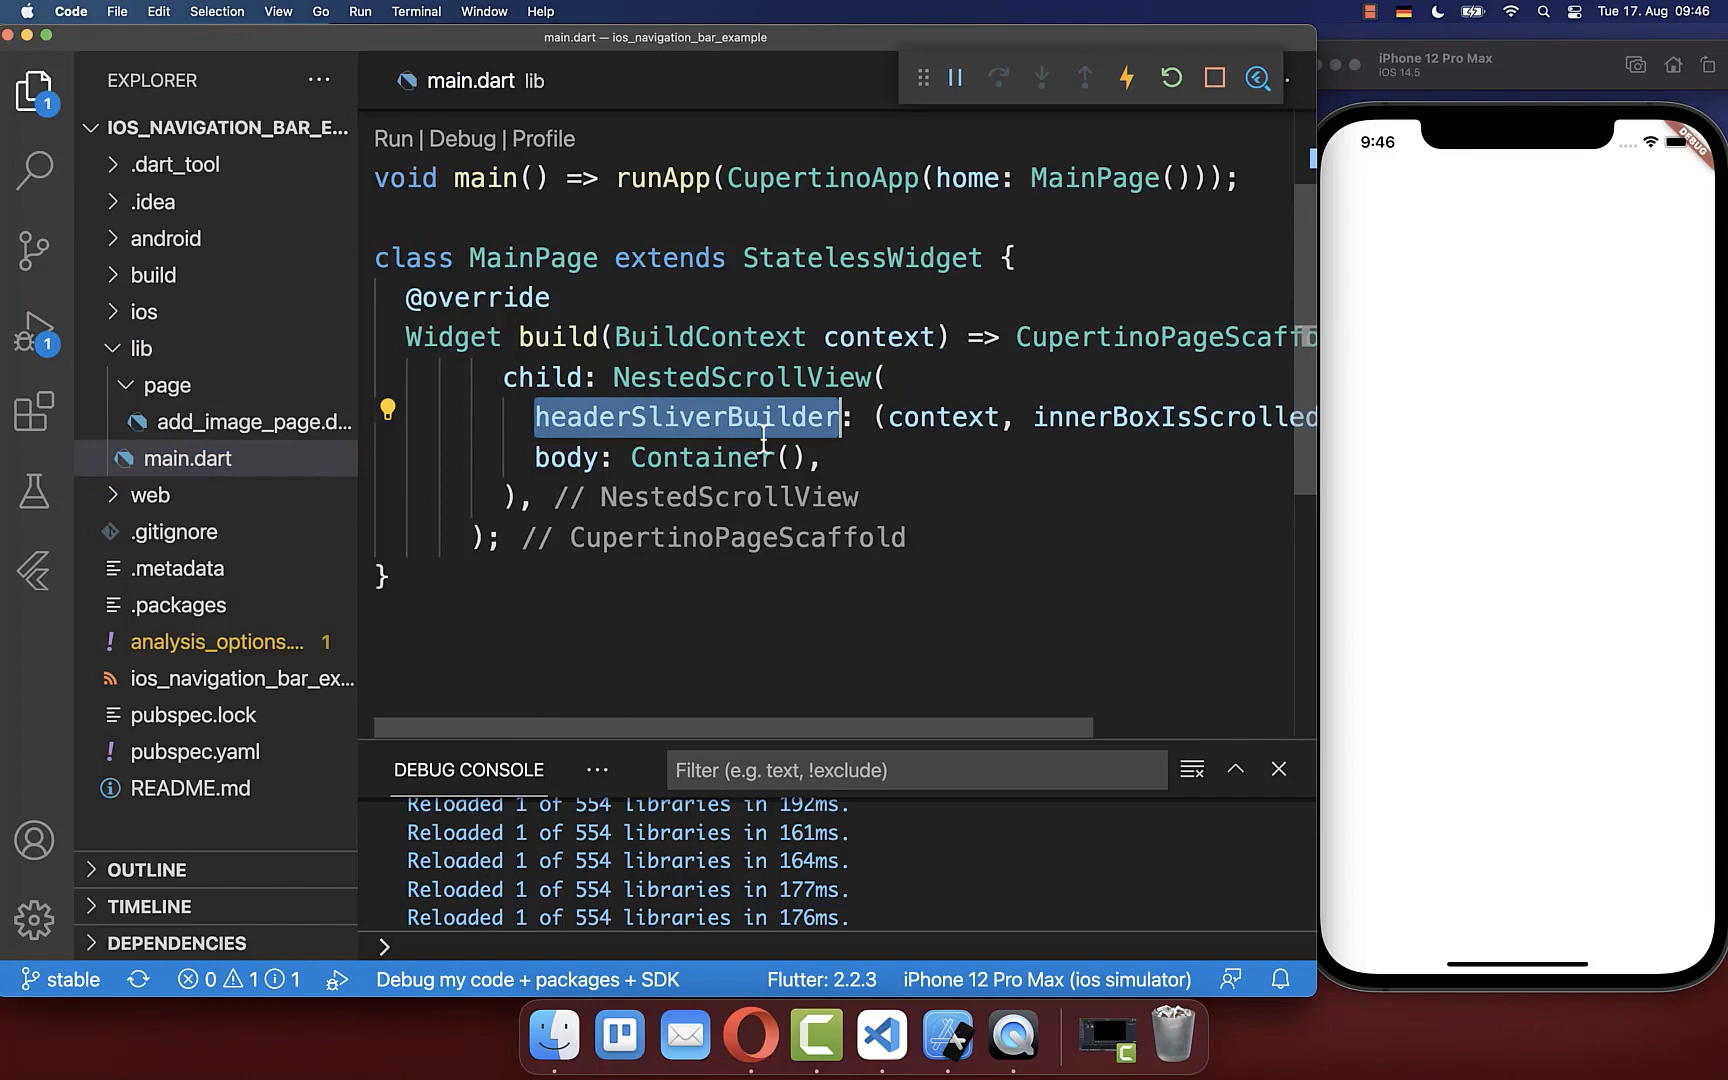 Code File Edit Selection View Go Run Terminal Window Help
Tue 17. Aug 09:46
main.dart — ios_navigation_bar_example
EXPLORER
IOS_NAVIGATION_BAR_E...
.dart_tool
.idea
android
build
ios
lib
page
add_image_page.d...
main.dart
web
.gitignore
.metadata
.packages
analysis_options.... 1
ios_navigation_bar_ex...
pubspec.lock
pubspec.yaml
README.md
OUTLINE
TIMELINE
DEPENDENCIES
1
1
main.dart lib
Run | Debug | Profile
void main() => runApp(CupertinoApp(home: MainPage()));
class MainPage extends StatelessWidget {
@override
Widget build(BuildContext context) => CupertinoPageScaffo
child: NestedScrollView(
headerSliverBuilder: (context, innerBoxIsScrolled
body: Container(),
), // NestedScrollView
); // CupertinoPageScaffold
}
DEBUG CONSOLE
Filter (e.g. text, !exclude)
Reloaded 1 of 554 libraries in 192ms.
Reloaded 1 of 554 libraries in 161ms.
Reloaded 1 of 554 libraries in 164ms.
Reloaded 1 of 554 libraries in 177ms.
Reloaded 1 of 554 libraries in 176ms.
>
stable 0 1 1 Debug my code + packages + SDK Flutter: 2.2.3 iPhone 12 Pro Max (ios simulator)
iPhone 12 Pro Max
iOS 14.5
9:46
DEBUG